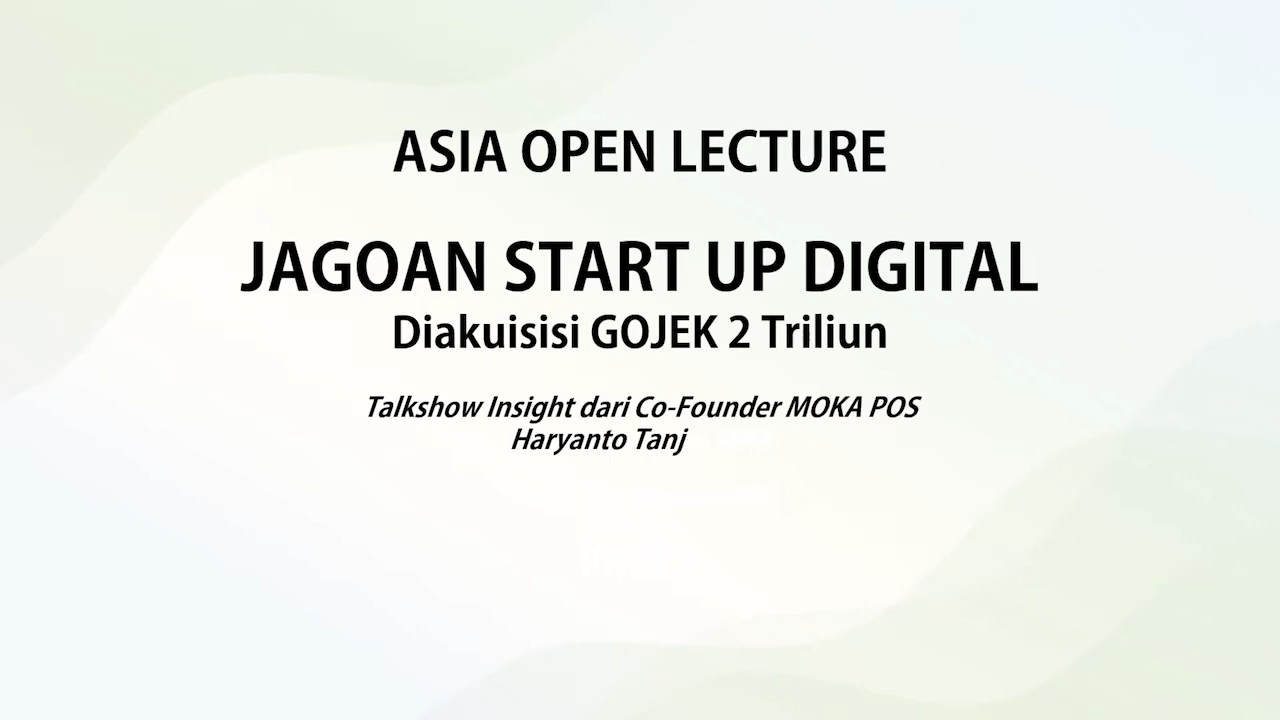 ASIA OPEN LECTURE
JAGOAN START UP DIGITAL
Diakuisisi GOJEK 2 Triliun
Talkshow Insight dari Co-Founder MOKA POS
Haryanto Tanj